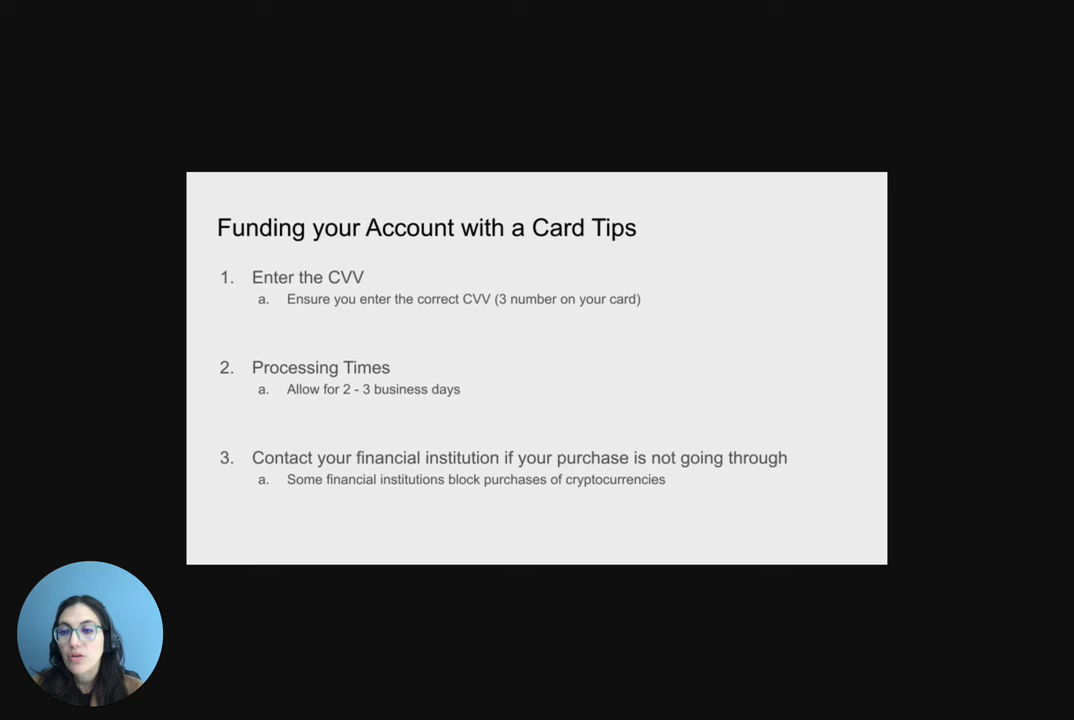 Funding your Account with a Card Tips
1. Enter the CVV
a. Ensure you enter the correct CVV (3 number on your card)
2. Processing Times
a. Allow for 2 - 3 business days
3. Contact your financial institution if your purchase is not going through
a. Some financial institutions block purchases of cryptocurrencies